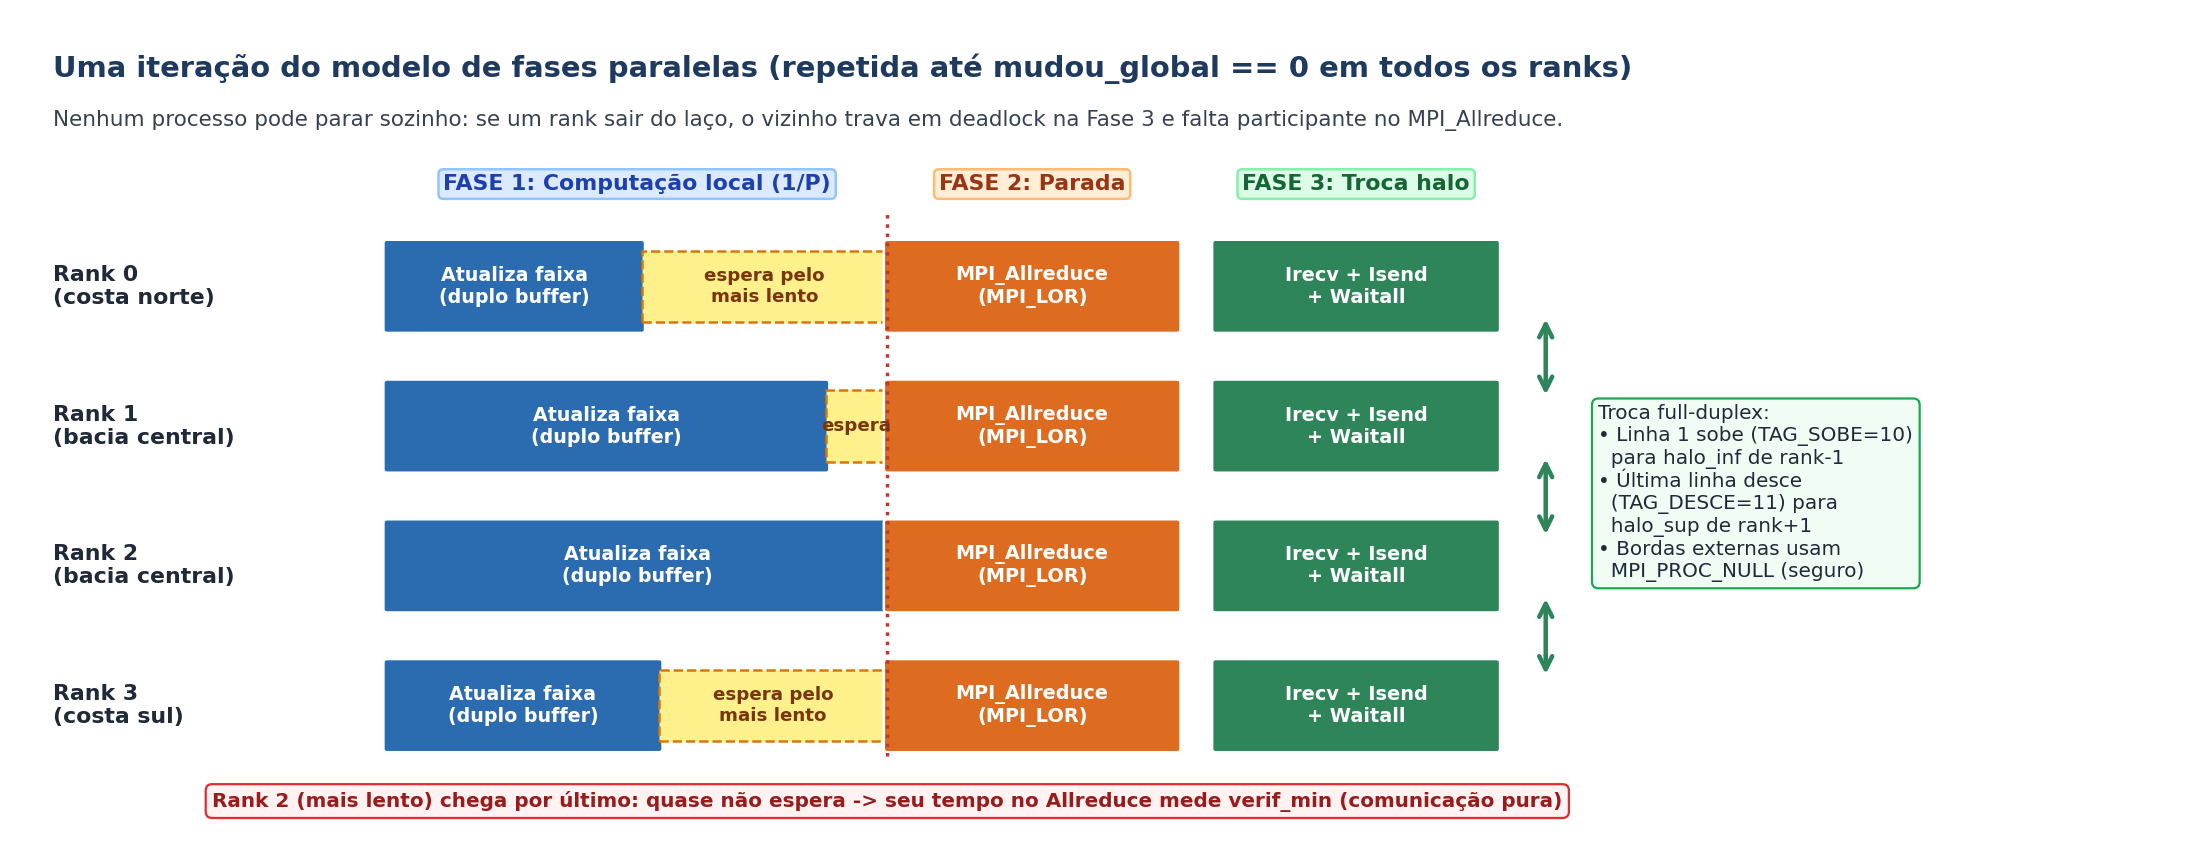 Uma iteração do modelo de fases paralelas (repetida até mudou_global == 0 em todos os ranks)
Nenhum processo pode parar sozinho: se um rank sair do laço, o vizinho trava em deadlock na Fase 3 e falta participante no MPI_Allreduce.
FASE 1: Computação local (1/P)
FASE 2: Parada
FASE 3: Troca halo
Rank 0
(costa norte)
Atualiza faixa
(duplo buffer)
espera pelo
mais lento
MPI_Allreduce
(MPI_LOR)
Irecv + Isend
+ Waitall
Rank 1
(bacia central)
Atualiza faixa
(duplo buffer)
espera
MPI_Allreduce
(MPI_LOR)
Irecv + Isend
+ Waitall
Troca full-duplex:
• Linha 1 sobe (TAG_SOBE=10)
para halo_inf de rank-1
• Última linha desce
(TAG_DESCE=11) para
halo_sup de rank+1
• Bordas externas usam
MPI_PROC_NULL (seguro)
Rank 2
(bacia central)
Atualiza faixa
(duplo buffer)
MPI_Allreduce
(MPI_LOR)
Irecv + Isend
+ Waitall
Rank 3
(costa sul)
Atualiza faixa
(duplo buffer)
espera pelo
mais lento
MPI_Allreduce
(MPI_LOR)
Irecv + Isend
+ Waitall
Rank 2 (mais lento) chega por último: quase não espera -> seu tempo no Allreduce mede verif_min (comunicação pura)